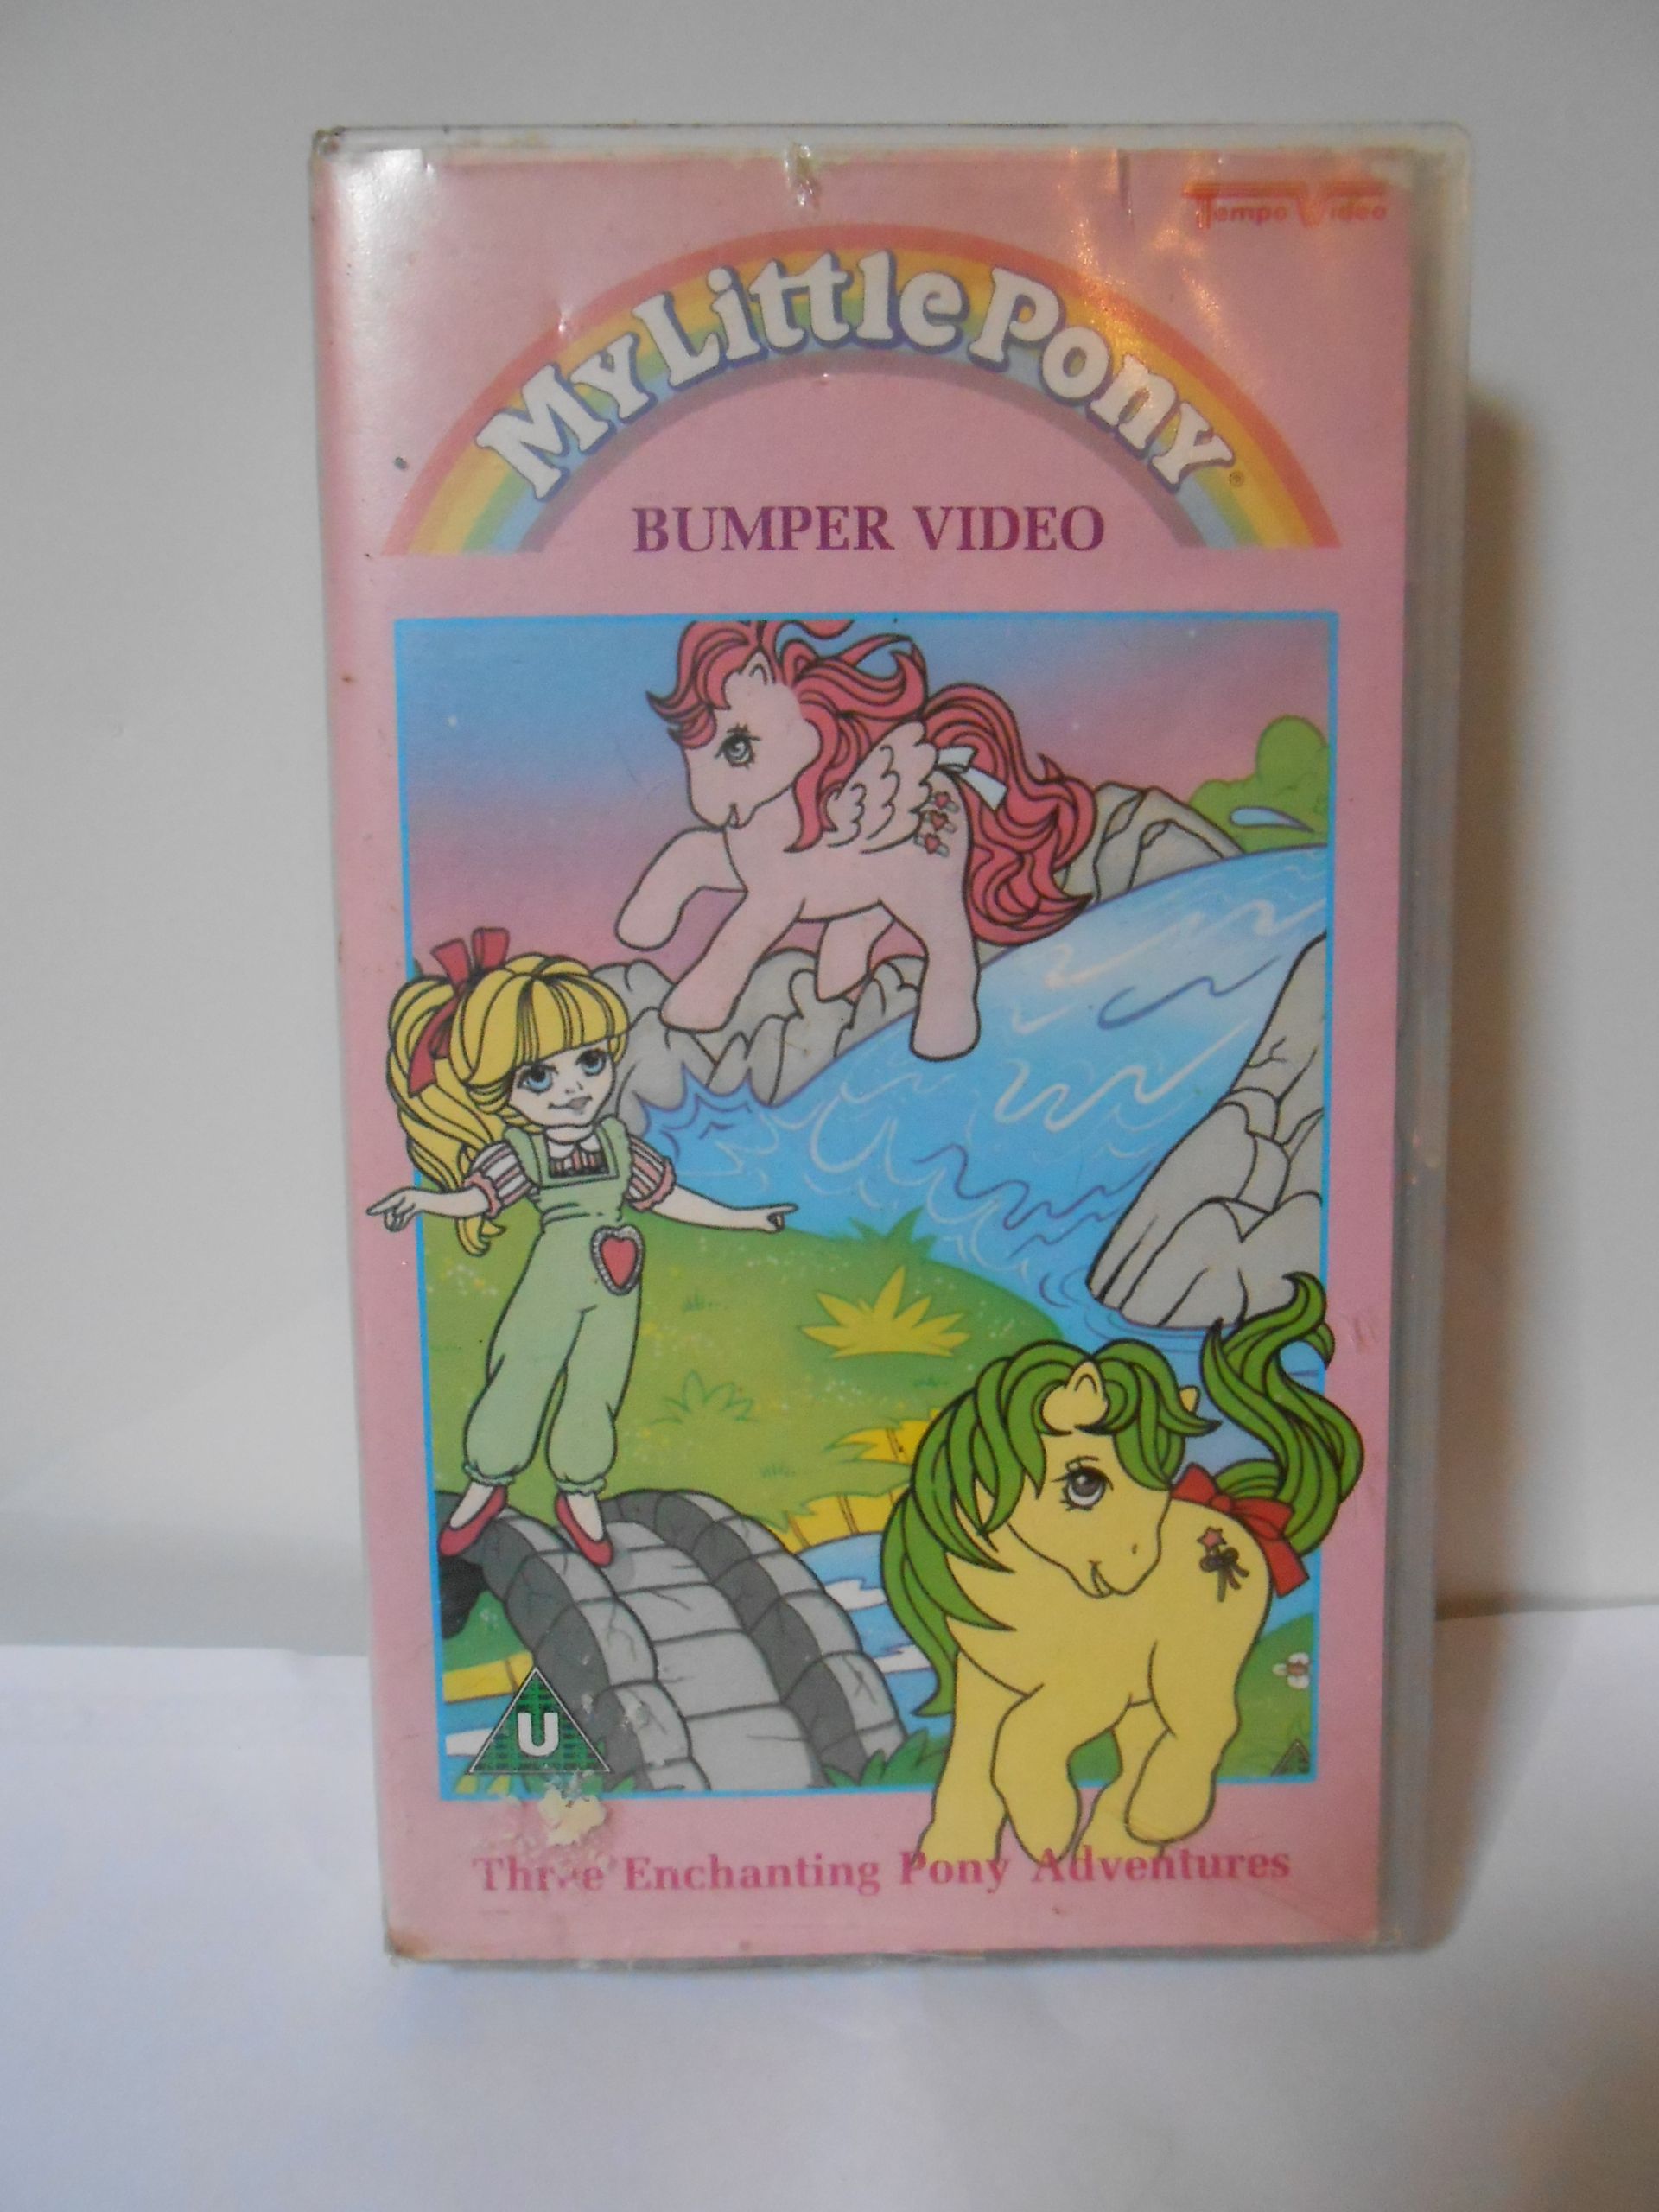 Tempo Video
My Little Pony®
BUMPER VIDEO
U
Three Enchanting Pony Adventures